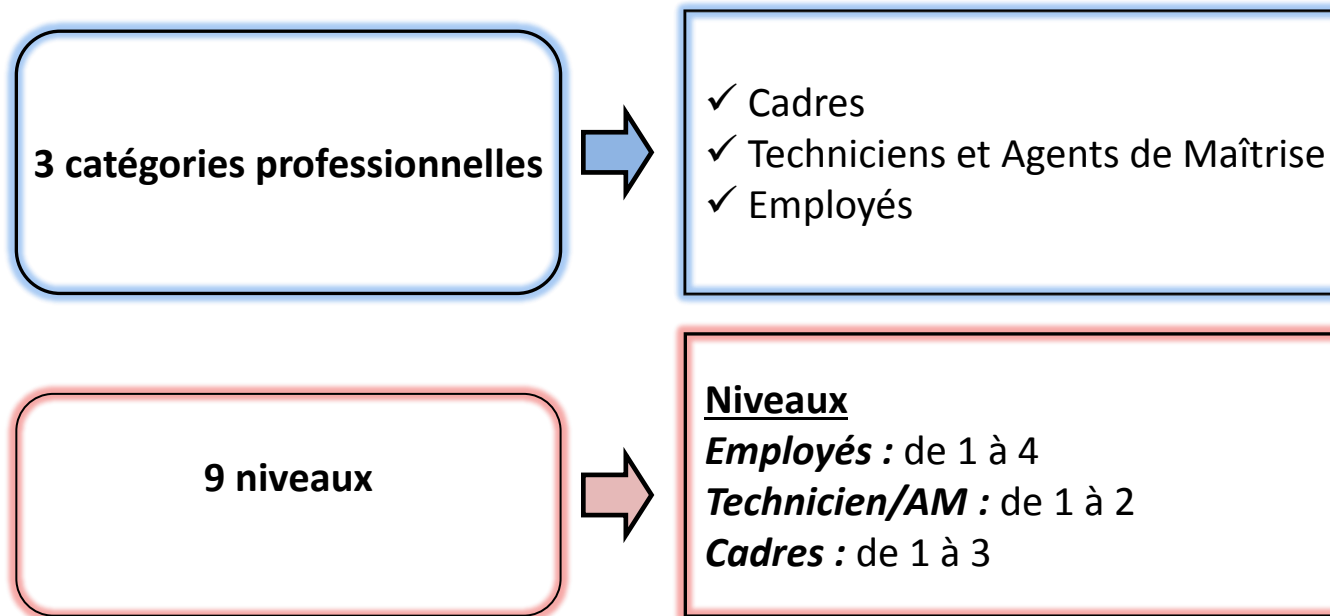 3 catégories professionnelles
✓ Cadres
✓ Techniciens et Agents de Maîtrise
✓ Employés
9 niveaux
Niveaux
Employés : de 1 à 4
Technicien/AM : de 1 à 2
Cadres : de 1 à 3